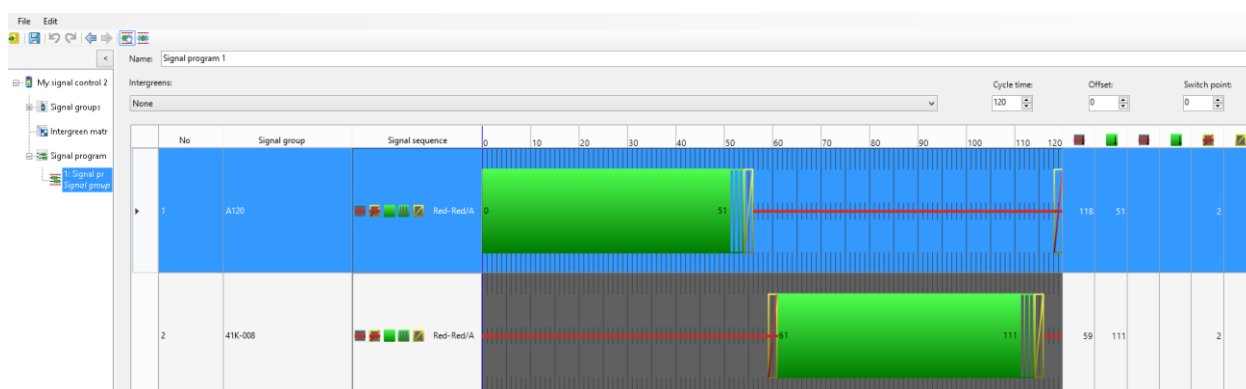 File Edit
Name: Signal program 1
My signal control 2
Intergreens:
Cycle time: Offset: Switch point:
Signal groups
None 120 0 0
Intergreen matr
No Signal group Signal sequence 0 10 20 30 40 50 60 70 80 90 100 110 120
Signal program
1: Signal pr
Signal group
1 A120 Red-Red/A 0 51 118 51 2
2 41K-008 Red-Red/A 61 111 59 111 2